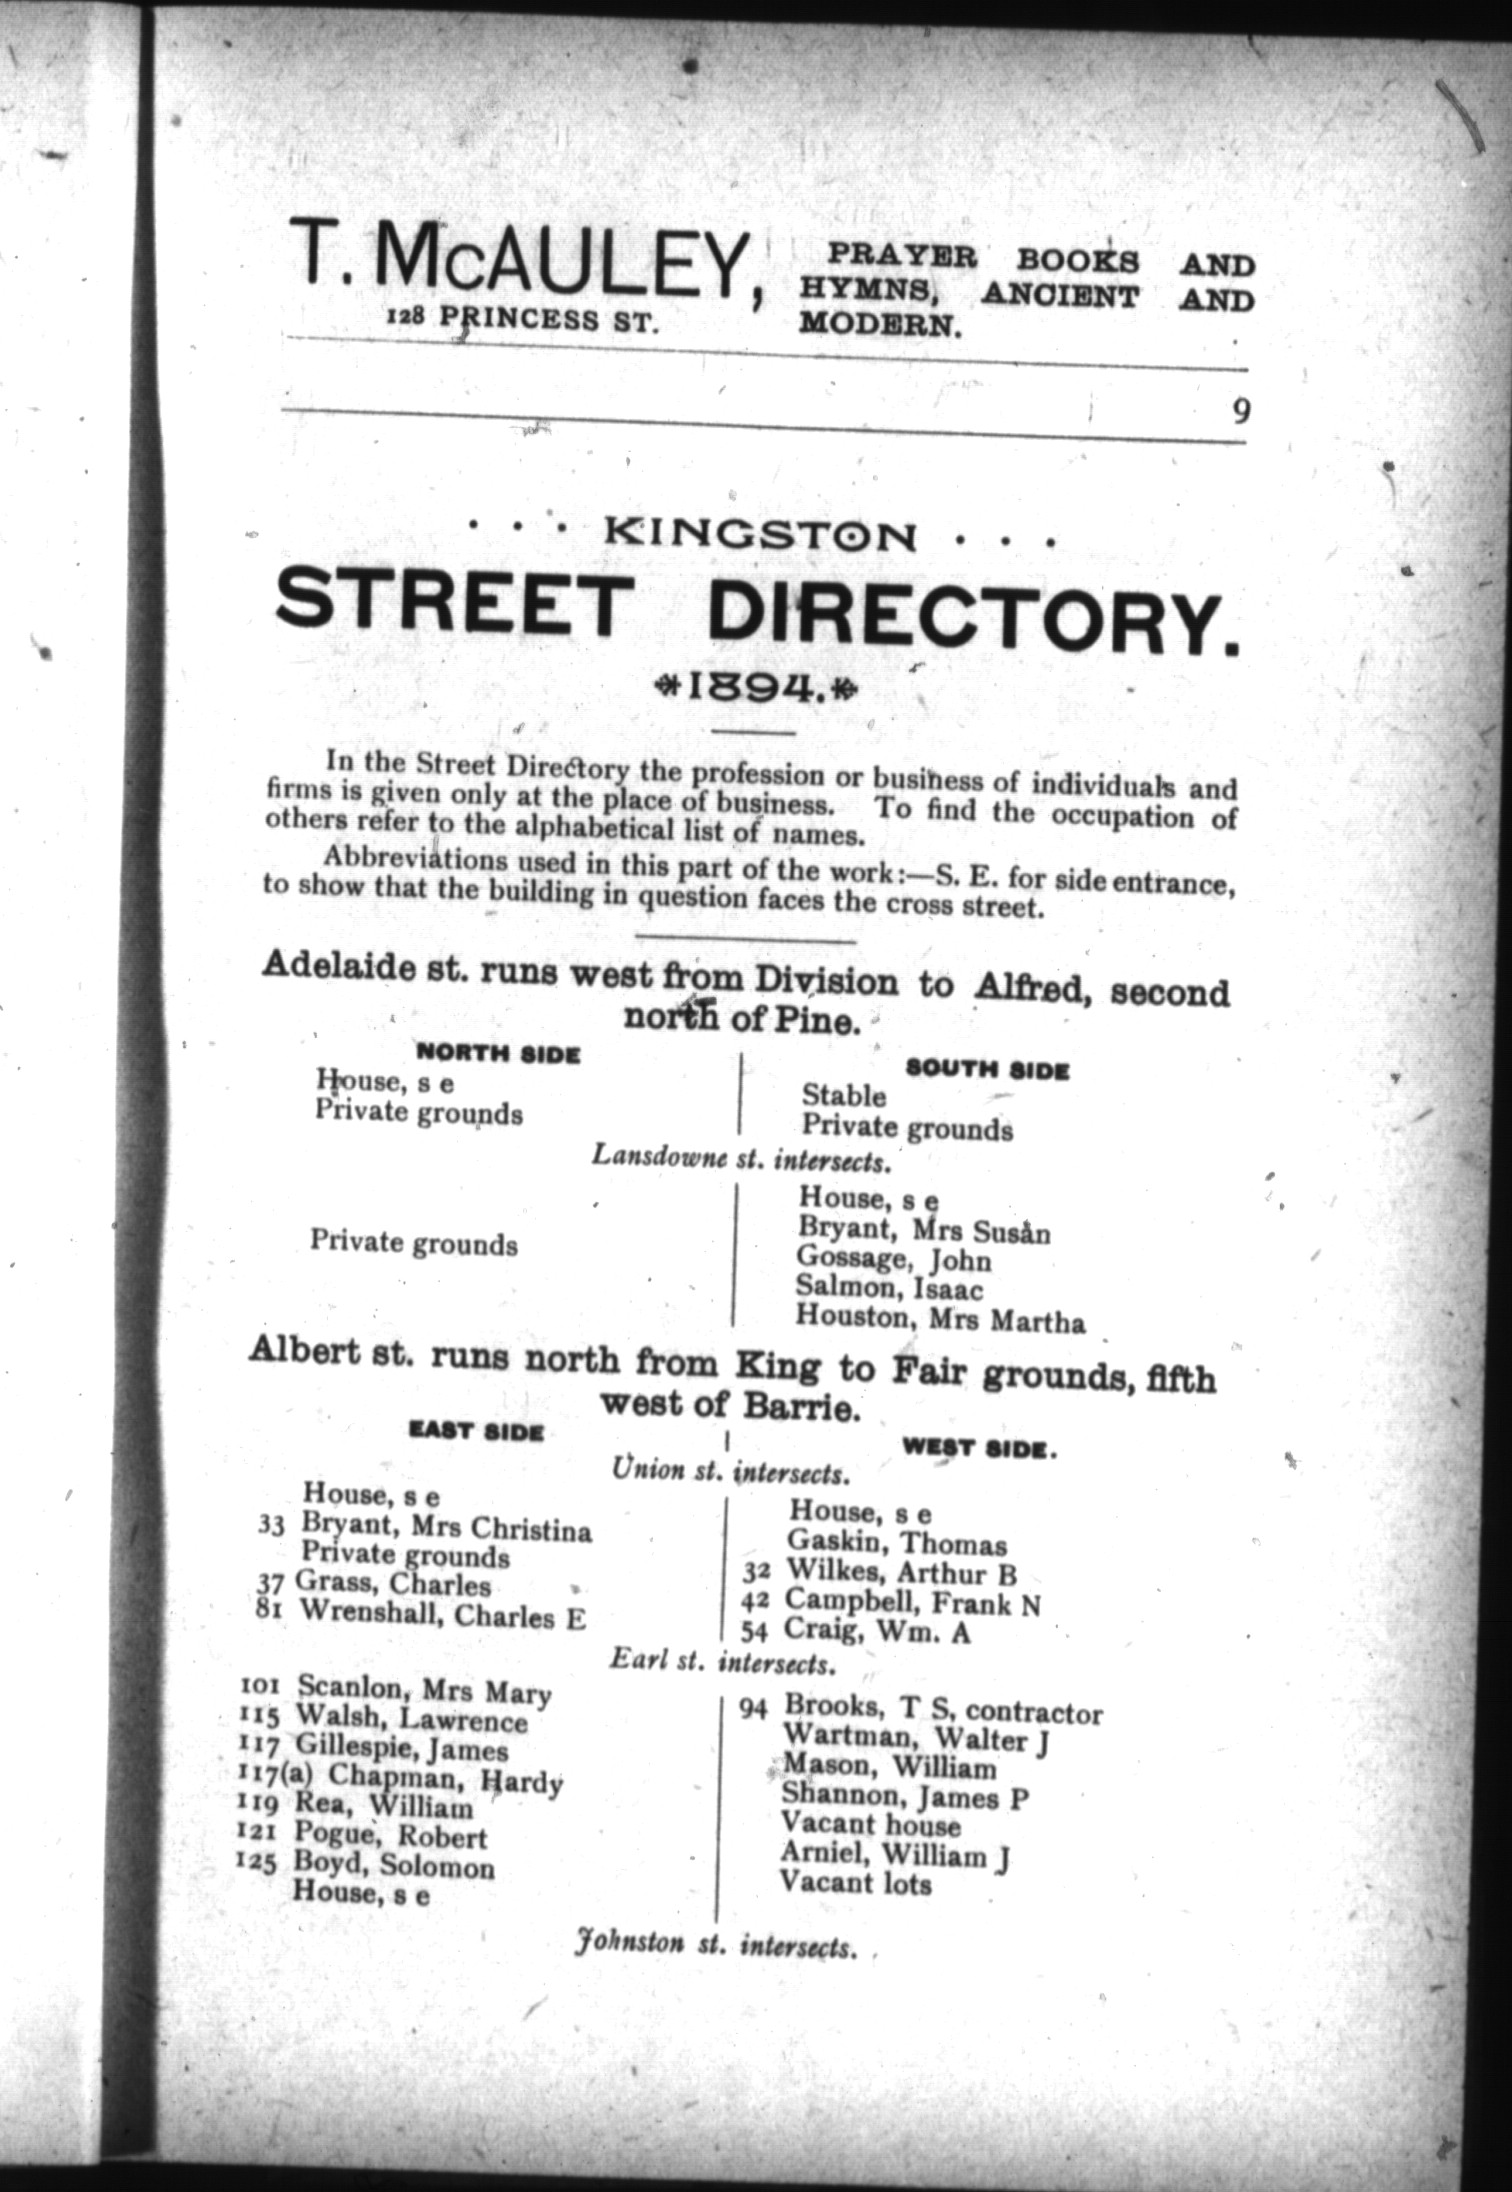 T. McAULEY,
128 PRINCESS ST.
PRAYER BOOKS AND
HYMNS, ANCIENT AND
MODERN.
9
. . . KINGSTON . . .
STREET DIRECTORY.
*1894.*
In the Street Directory the profession or business of individuals and
firms is given only at the place of business. To find the occupation of
others refer to the alphabetical list of names.
Abbreviations used in this part of the work:—S. E. for side entrance,
to show that the building in question faces the cross street.
Adelaide st. runs west from Division to Alfred, second
north of Pine.
NORTH SIDE
House, s e
Private grounds
SOUTH SIDE
Stable
Private grounds
Lansdowne st. intersects.
Private grounds
House, s e
Bryant, Mrs Susan
Gossage, John
Salmon, Isaac
Houston, Mrs Martha
Albert st. runs north from King to Fair grounds, fifth
west of Barrie.
EAST SIDE
WEST SIDE.
Union st. intersects.
House, s e
33 Bryant, Mrs Christina
Private grounds
37 Grass, Charles
81 Wrenshall, Charles E
House, s e
Gaskin, Thomas
32 Wilkes, Arthur B
42 Campbell, Frank N
54 Craig, Wm. A
Earl st. intersects.
101 Scanlon, Mrs Mary
115 Walsh, Lawrence
117 Gillespie, James
117(a) Chapman, Hardy
119 Rea, William
121 Pogue, Robert
125 Boyd, Solomon
House, s e
94 Brooks, T S, contractor
Wartman, Walter J
Mason, William
Shannon, James P
Vacant house
Arniel, William J
Vacant lots
Johnston st. intersects.